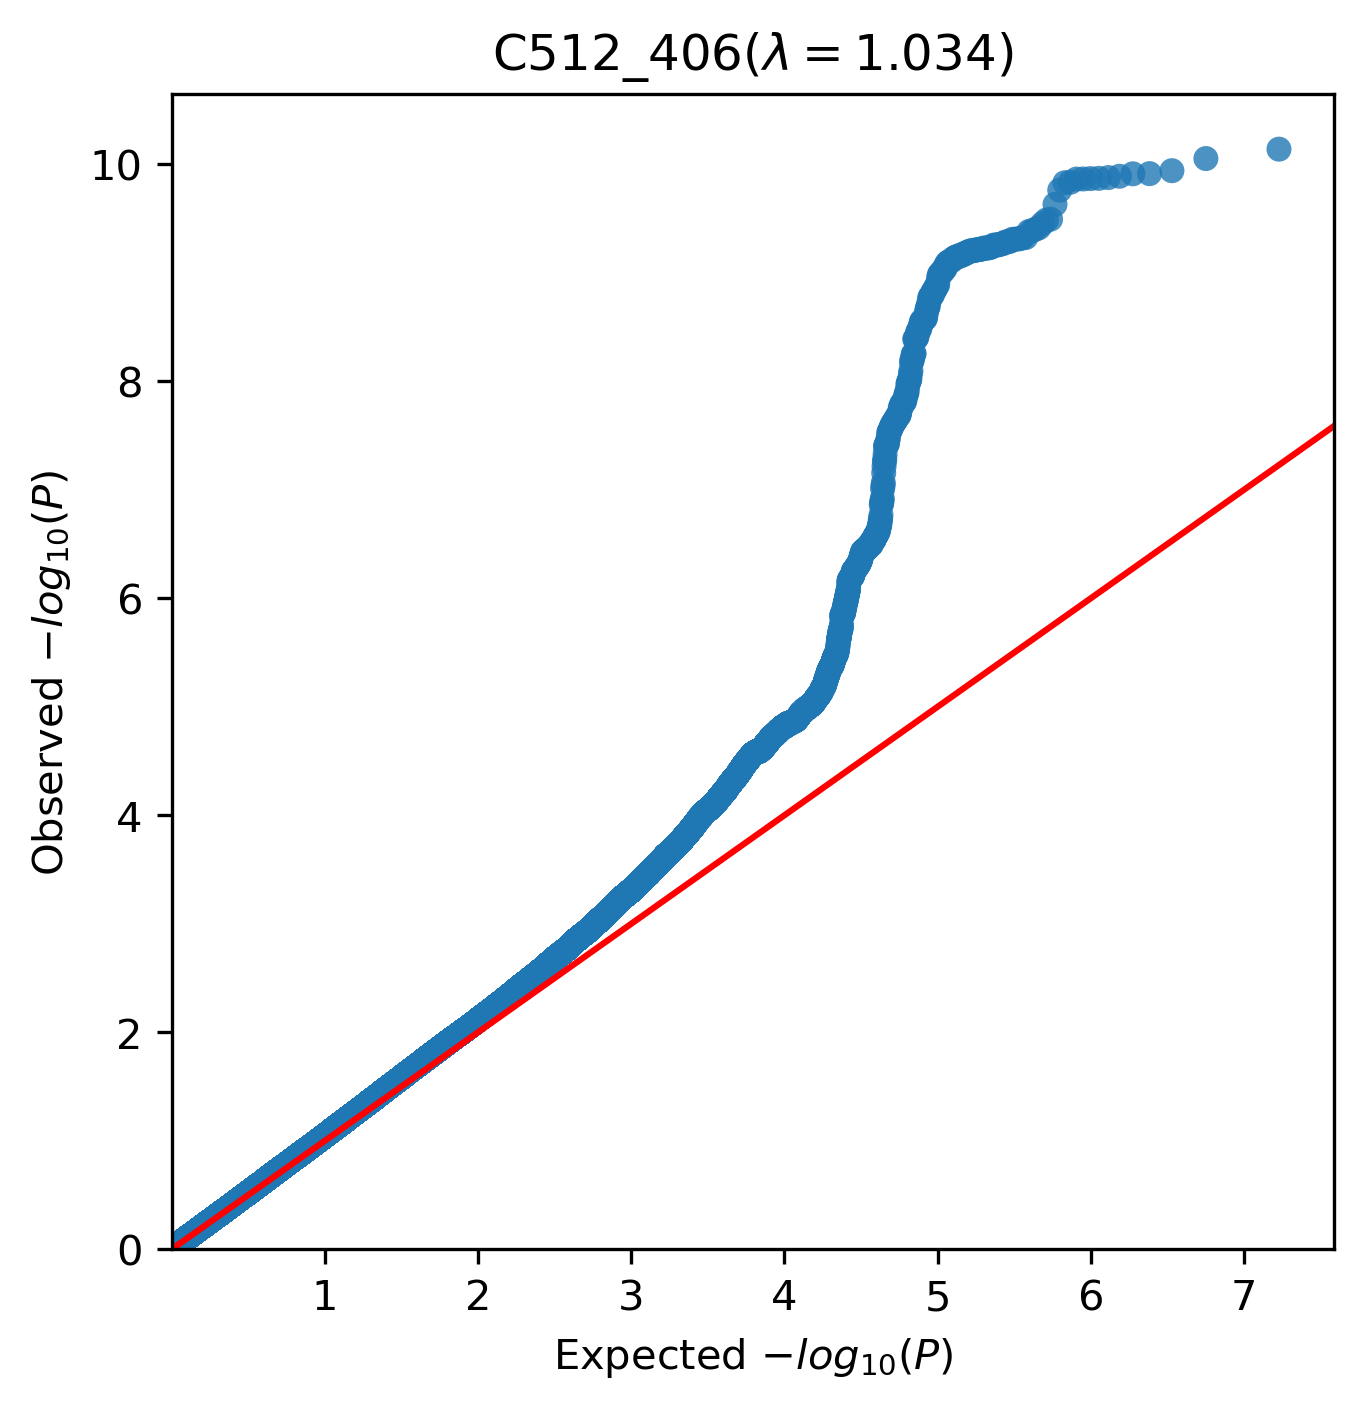 C512_406(λ = 1.034)
10
8
6
4
2
0
Observed −log₁₀(P)
1 2 3 4 5 6 7
Expected −log₁₀(P)